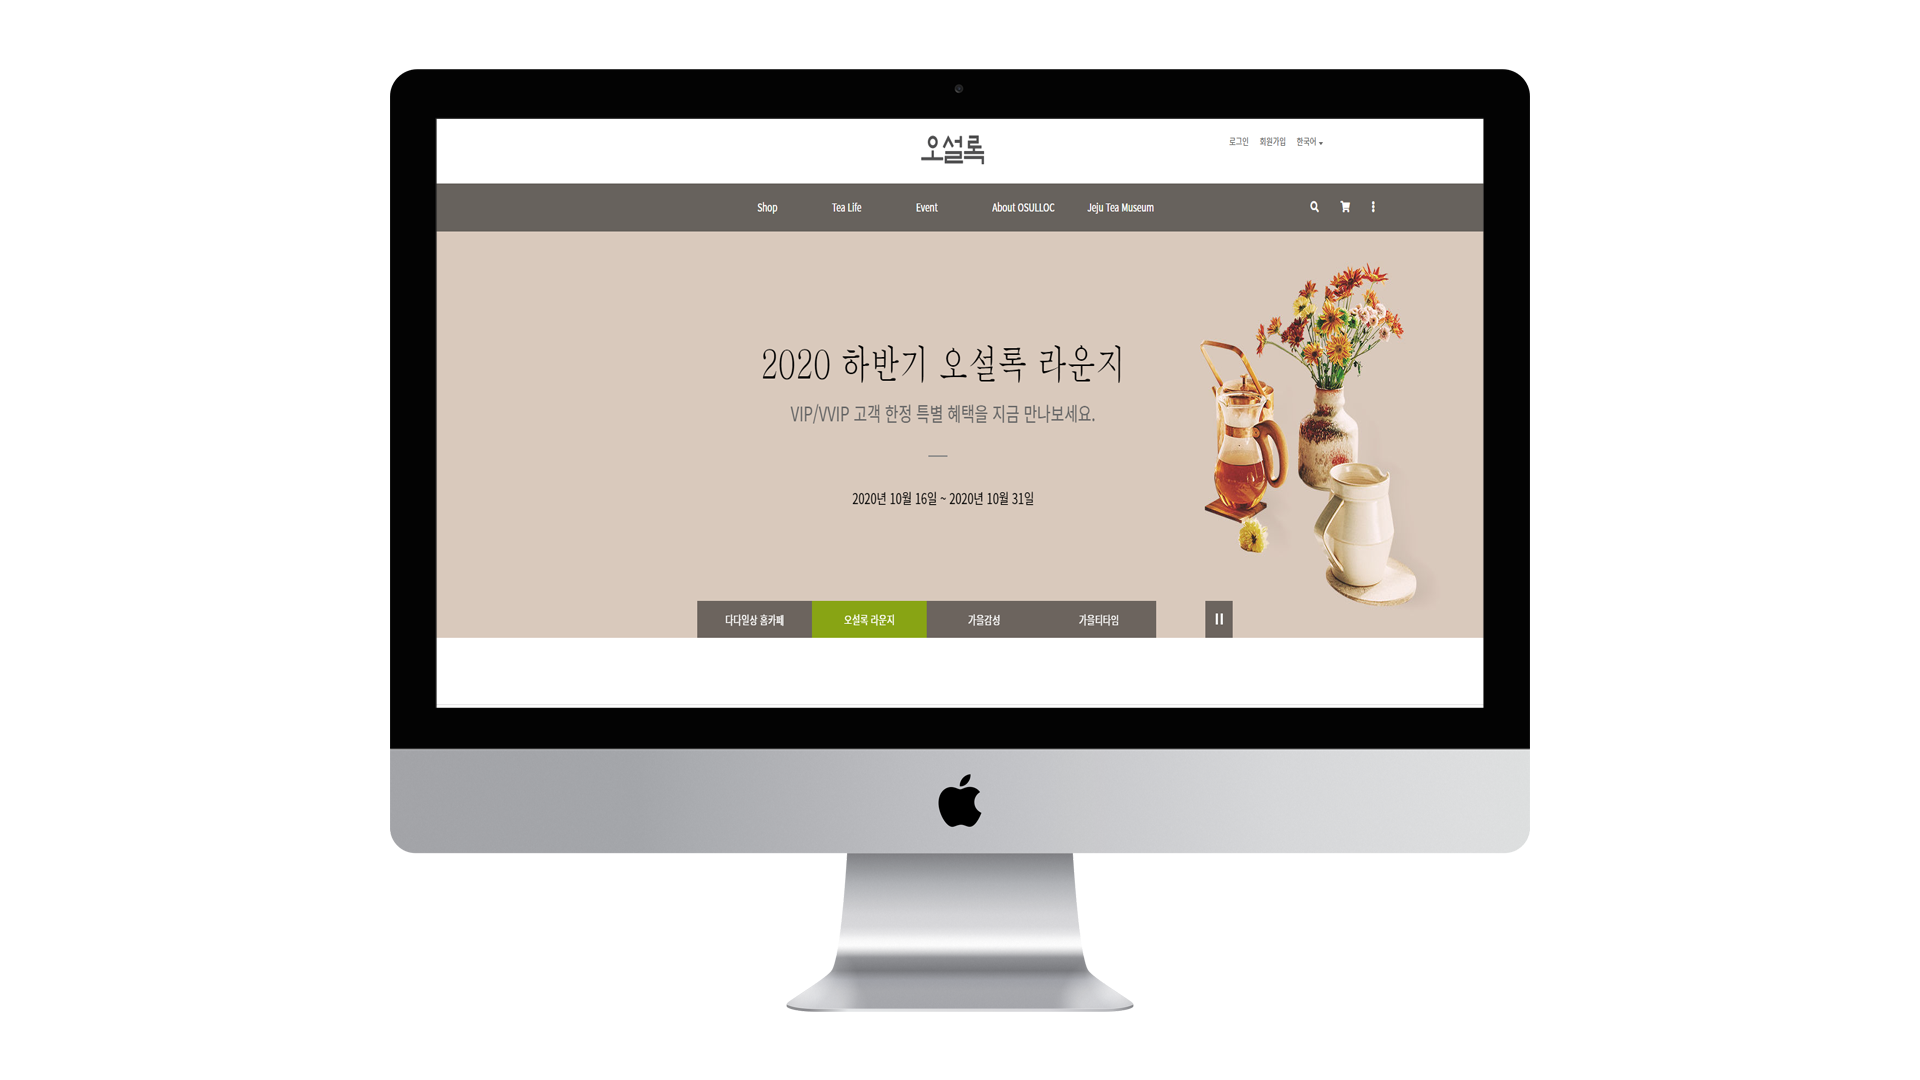 오설록
로그인 회원가입 한국어
Shop Tea Life Event About OSULLOC Jeju Tea Museum
2020 하반기 오설록 라운지
VIP/VVIP 고객 한정 특별 혜택을 지금 만나보세요.
2020년 10월 16일 ~ 2020년 10월 31일
다다일상 홈카페 오설록 라운지 가을감성 가을티타임